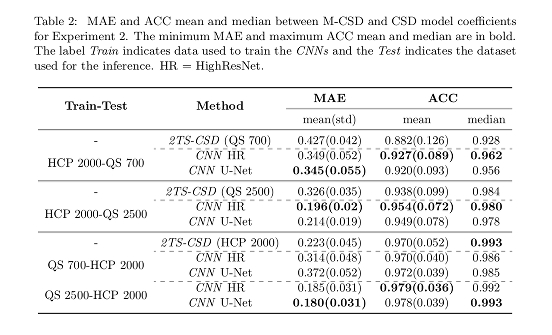 Table 2: MAE and ACC mean and median between M-CSD and CSD model coefficients
for Experiment 2. The minimum MAE and maximum ACC mean and median are in bold.
The label Train indicates data used to train the CNNs and the Test indicates the dataset
used for the inference. HR = HighResNet.
Train-Test Method MAE ACC
mean(std) mean median
- 2TS-CSD (QS 700) 0.427(0.042) 0.882(0.126) 0.928
HCP 2000-QS 700 CNN HR 0.349(0.052) 0.927(0.089) 0.962
CNN U-Net 0.345(0.055) 0.920(0.093) 0.956
- 2TS-CSD (QS 2500) 0.326(0.035) 0.938(0.099) 0.984
HCP 2000-QS 2500 CNN HR 0.196(0.02) 0.954(0.072) 0.980
CNN U-Net 0.214(0.019) 0.949(0.078) 0.978
- 2TS-CSD (HCP 2000) 0.223(0.045) 0.970(0.052) 0.993
QS 700-HCP 2000 CNN HR 0.314(0.048) 0.970(0.040) 0.986
CNN U-Net 0.372(0.052) 0.972(0.039) 0.985
QS 2500-HCP 2000 CNN HR 0.185(0.031) 0.979(0.036) 0.992
CNN U-Net 0.180(0.031) 0.978(0.039) 0.993